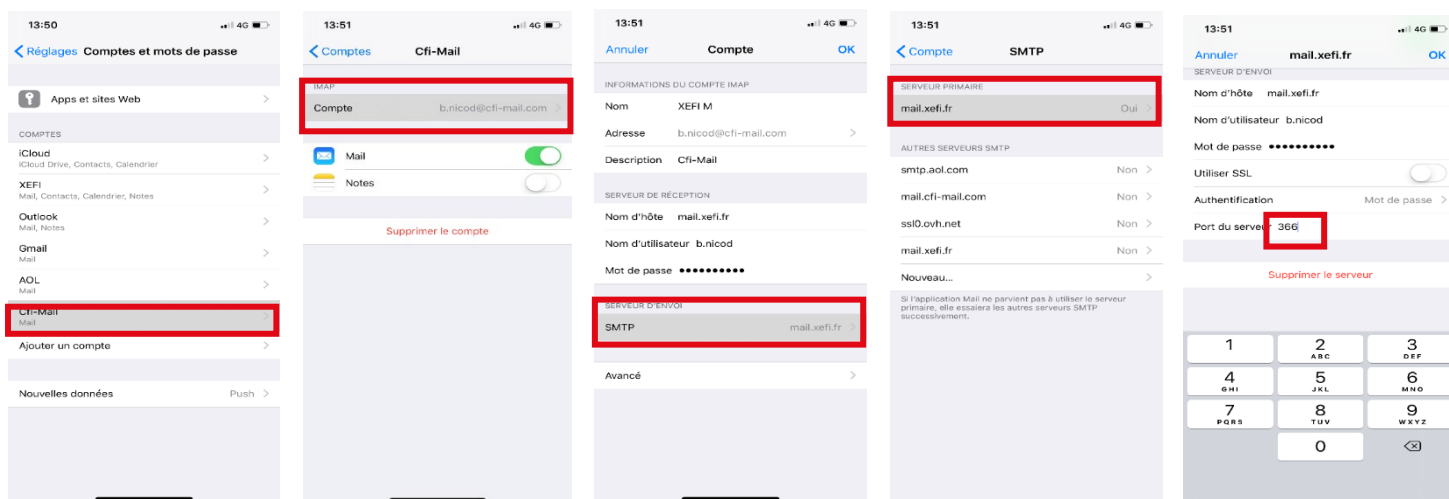 13:50
4G
Réglages Comptes et mots de passe
Apps et sites Web
COMPTES
iCloud
iCloud Drive, Contacts, Calendrier
XEFI
Mail, Contacts, Calendrier, Notes
Outlook
Mail, Notes
Gmail
Mail
AOL
Mail
Cfi-Mail
Mail
Ajouter un compte
Nouvelles données Push
13:51
4G
Comptes Cfi-Mail
IMAP
Compte b.nicod@cfi-mail.com
Mail
Notes
Supprimer le compte
13:51
4G
Annuler Compte OK
INFORMATIONS DU COMPTE IMAP
Nom XEFI M
Adresse b.nicod@cfi-mail.com
Description Cfi-Mail
SERVEUR DE RÉCEPTION
Nom d'hôte mail.xefi.fr
Nom d'utilisateur b.nicod
Mot de passe ●●●●●●●●●●
SERVEUR D'ENVOI
SMTP mail.xefi.fr
Avancé
13:51
4G
Compte SMTP
SERVEUR PRIMAIRE
mail.xefi.fr Oui
AUTRES SERVEURS SMTP
smtp.aol.com Non
mail.cfi-mail.com Non
ssl0.ovh.net Non
mail.xefi.fr Non
Nouveau...
Si l'application Mail ne parvient pas à utiliser le serveur
primaire, elle essaiera les autres serveurs SMTP
successivement.
13:51
4G
Annuler mail.xefi.fr OK
SERVEUR D'ENVOI
Nom d'hôte mail.xefi.fr
Nom d'utilisateur b.nicod
Mot de passe ●●●●●●●●●●
Utiliser SSL
Authentification Mot de passe
Port du serveur 366
Supprimer le serveur
1 2 3
ABC DEF
4 5 6
GHI JKL MNO
7 8 9
PQRS TUV WXYZ
0